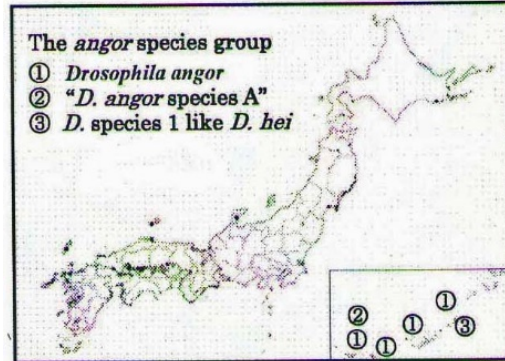 The angor species group
① Drosophila angor
② "D. angor species A"
③ D. species 1 like D. hei
② ① ① ① ① ③